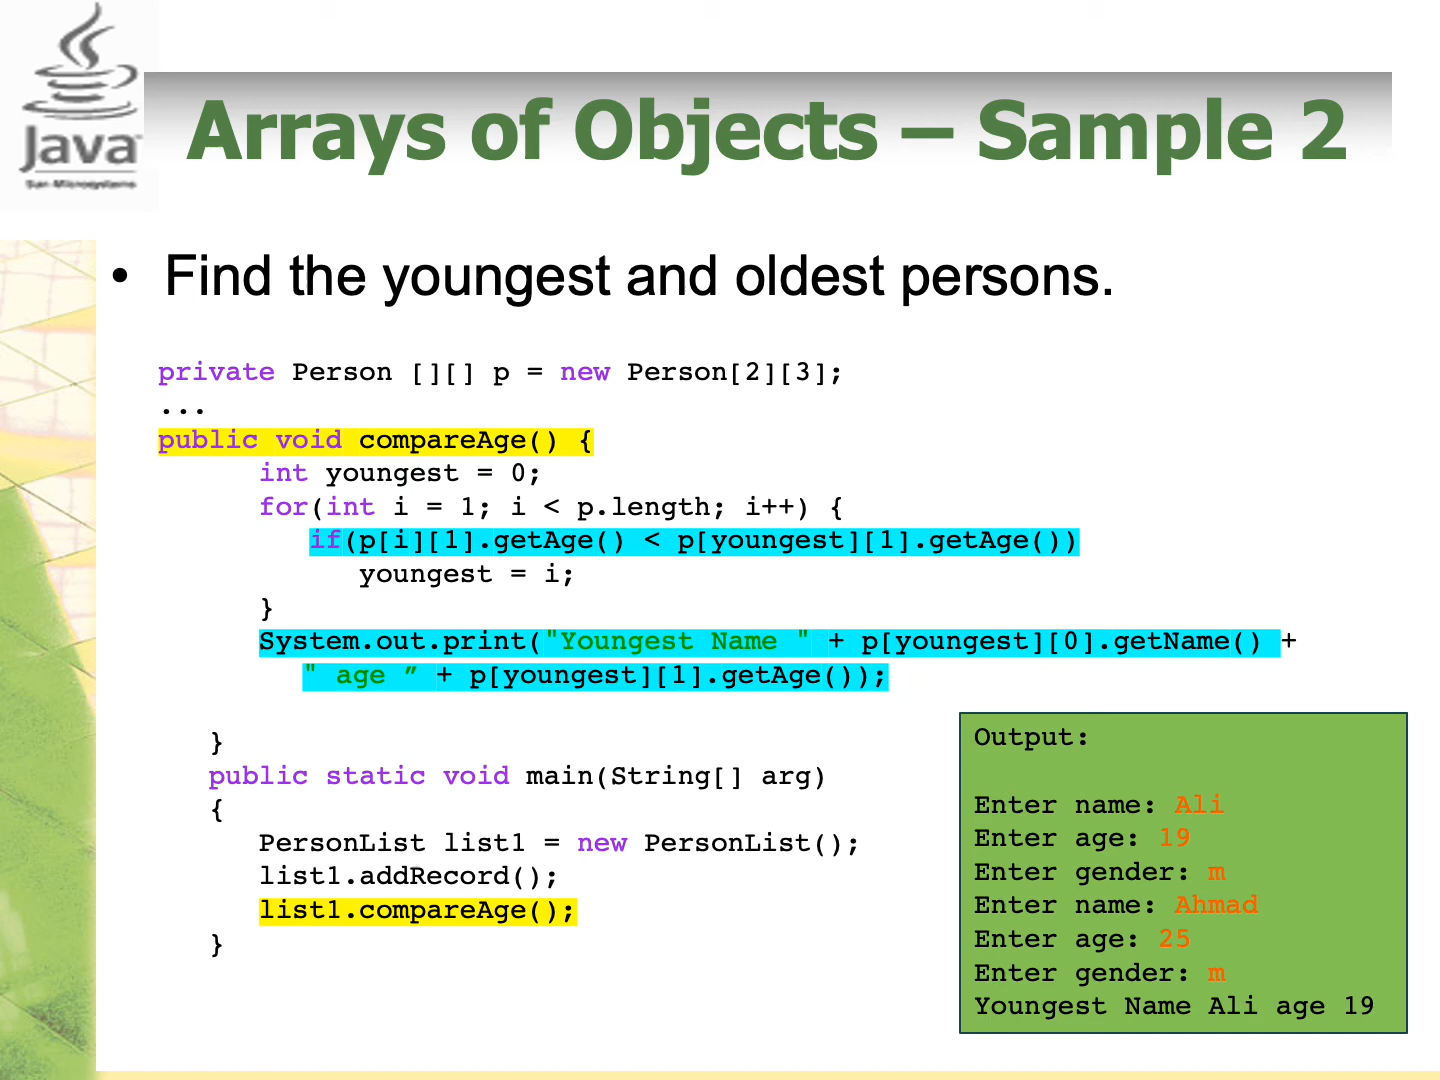 Java
Sun Microsystems
Arrays of Objects – Sample 2
• Find the youngest and oldest persons.
private Person [][] p = new Person[2][3];
...
public void compareAge() {
int youngest = 0;
for(int i = 1; i < p.length; i++) {
if(p[i][1].getAge() < p[youngest][1].getAge())
youngest = i;
}
System.out.print("Youngest Name " + p[youngest][0].getName() +
" age ” + p[youngest][1].getAge());
}
public static void main(String[] arg)
{
PersonList list1 = new PersonList();
list1.addRecord();
list1.compareAge();
}
Output:
Enter name: Ali
Enter age: 19
Enter gender: m
Enter name: Ahmad
Enter age: 25
Enter gender: m
Youngest Name Ali age 19